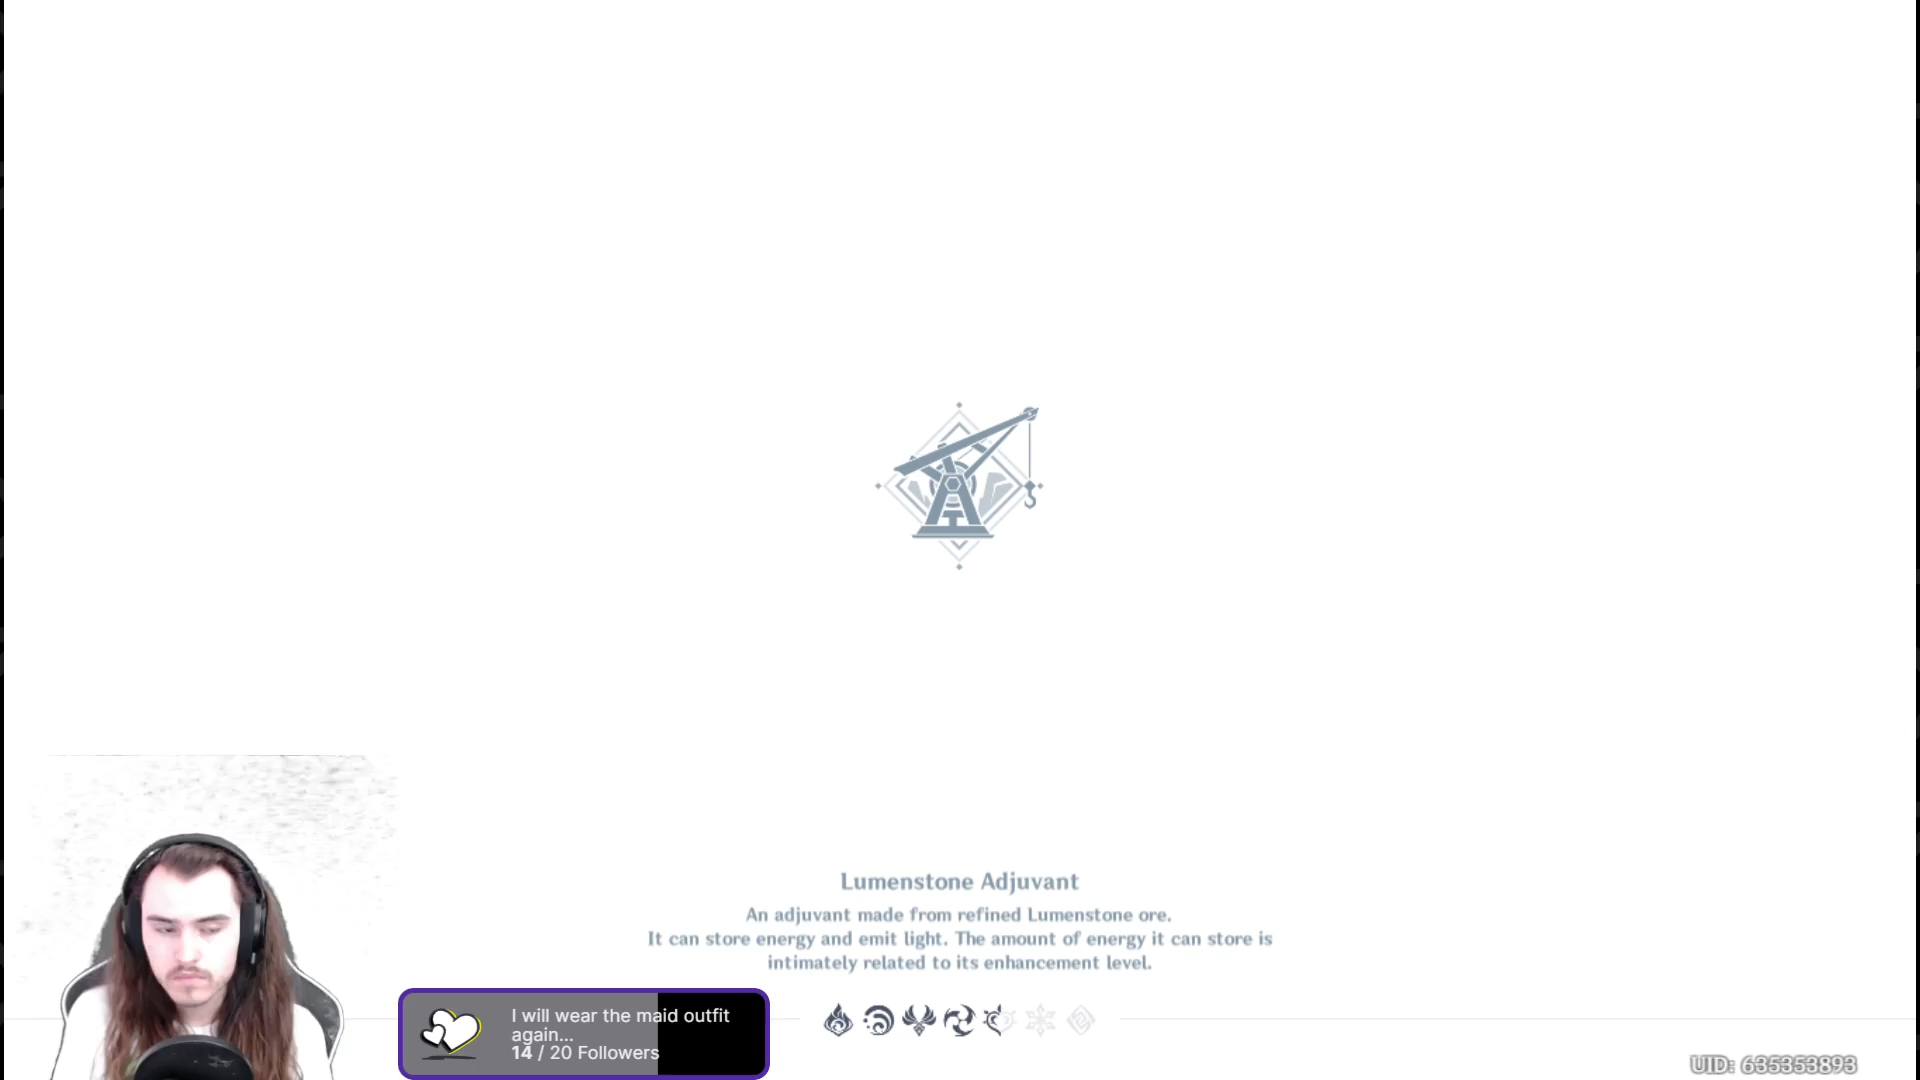 Lumenstone Adjuvant
An adjuvant made from refined Lumenstone ore.
It can store energy and emit light. The amount of energy it can store is
intimately related to its enhancement level.
I will wear the maid outfit
again...
14 / 20 Followers
UID: 635353893